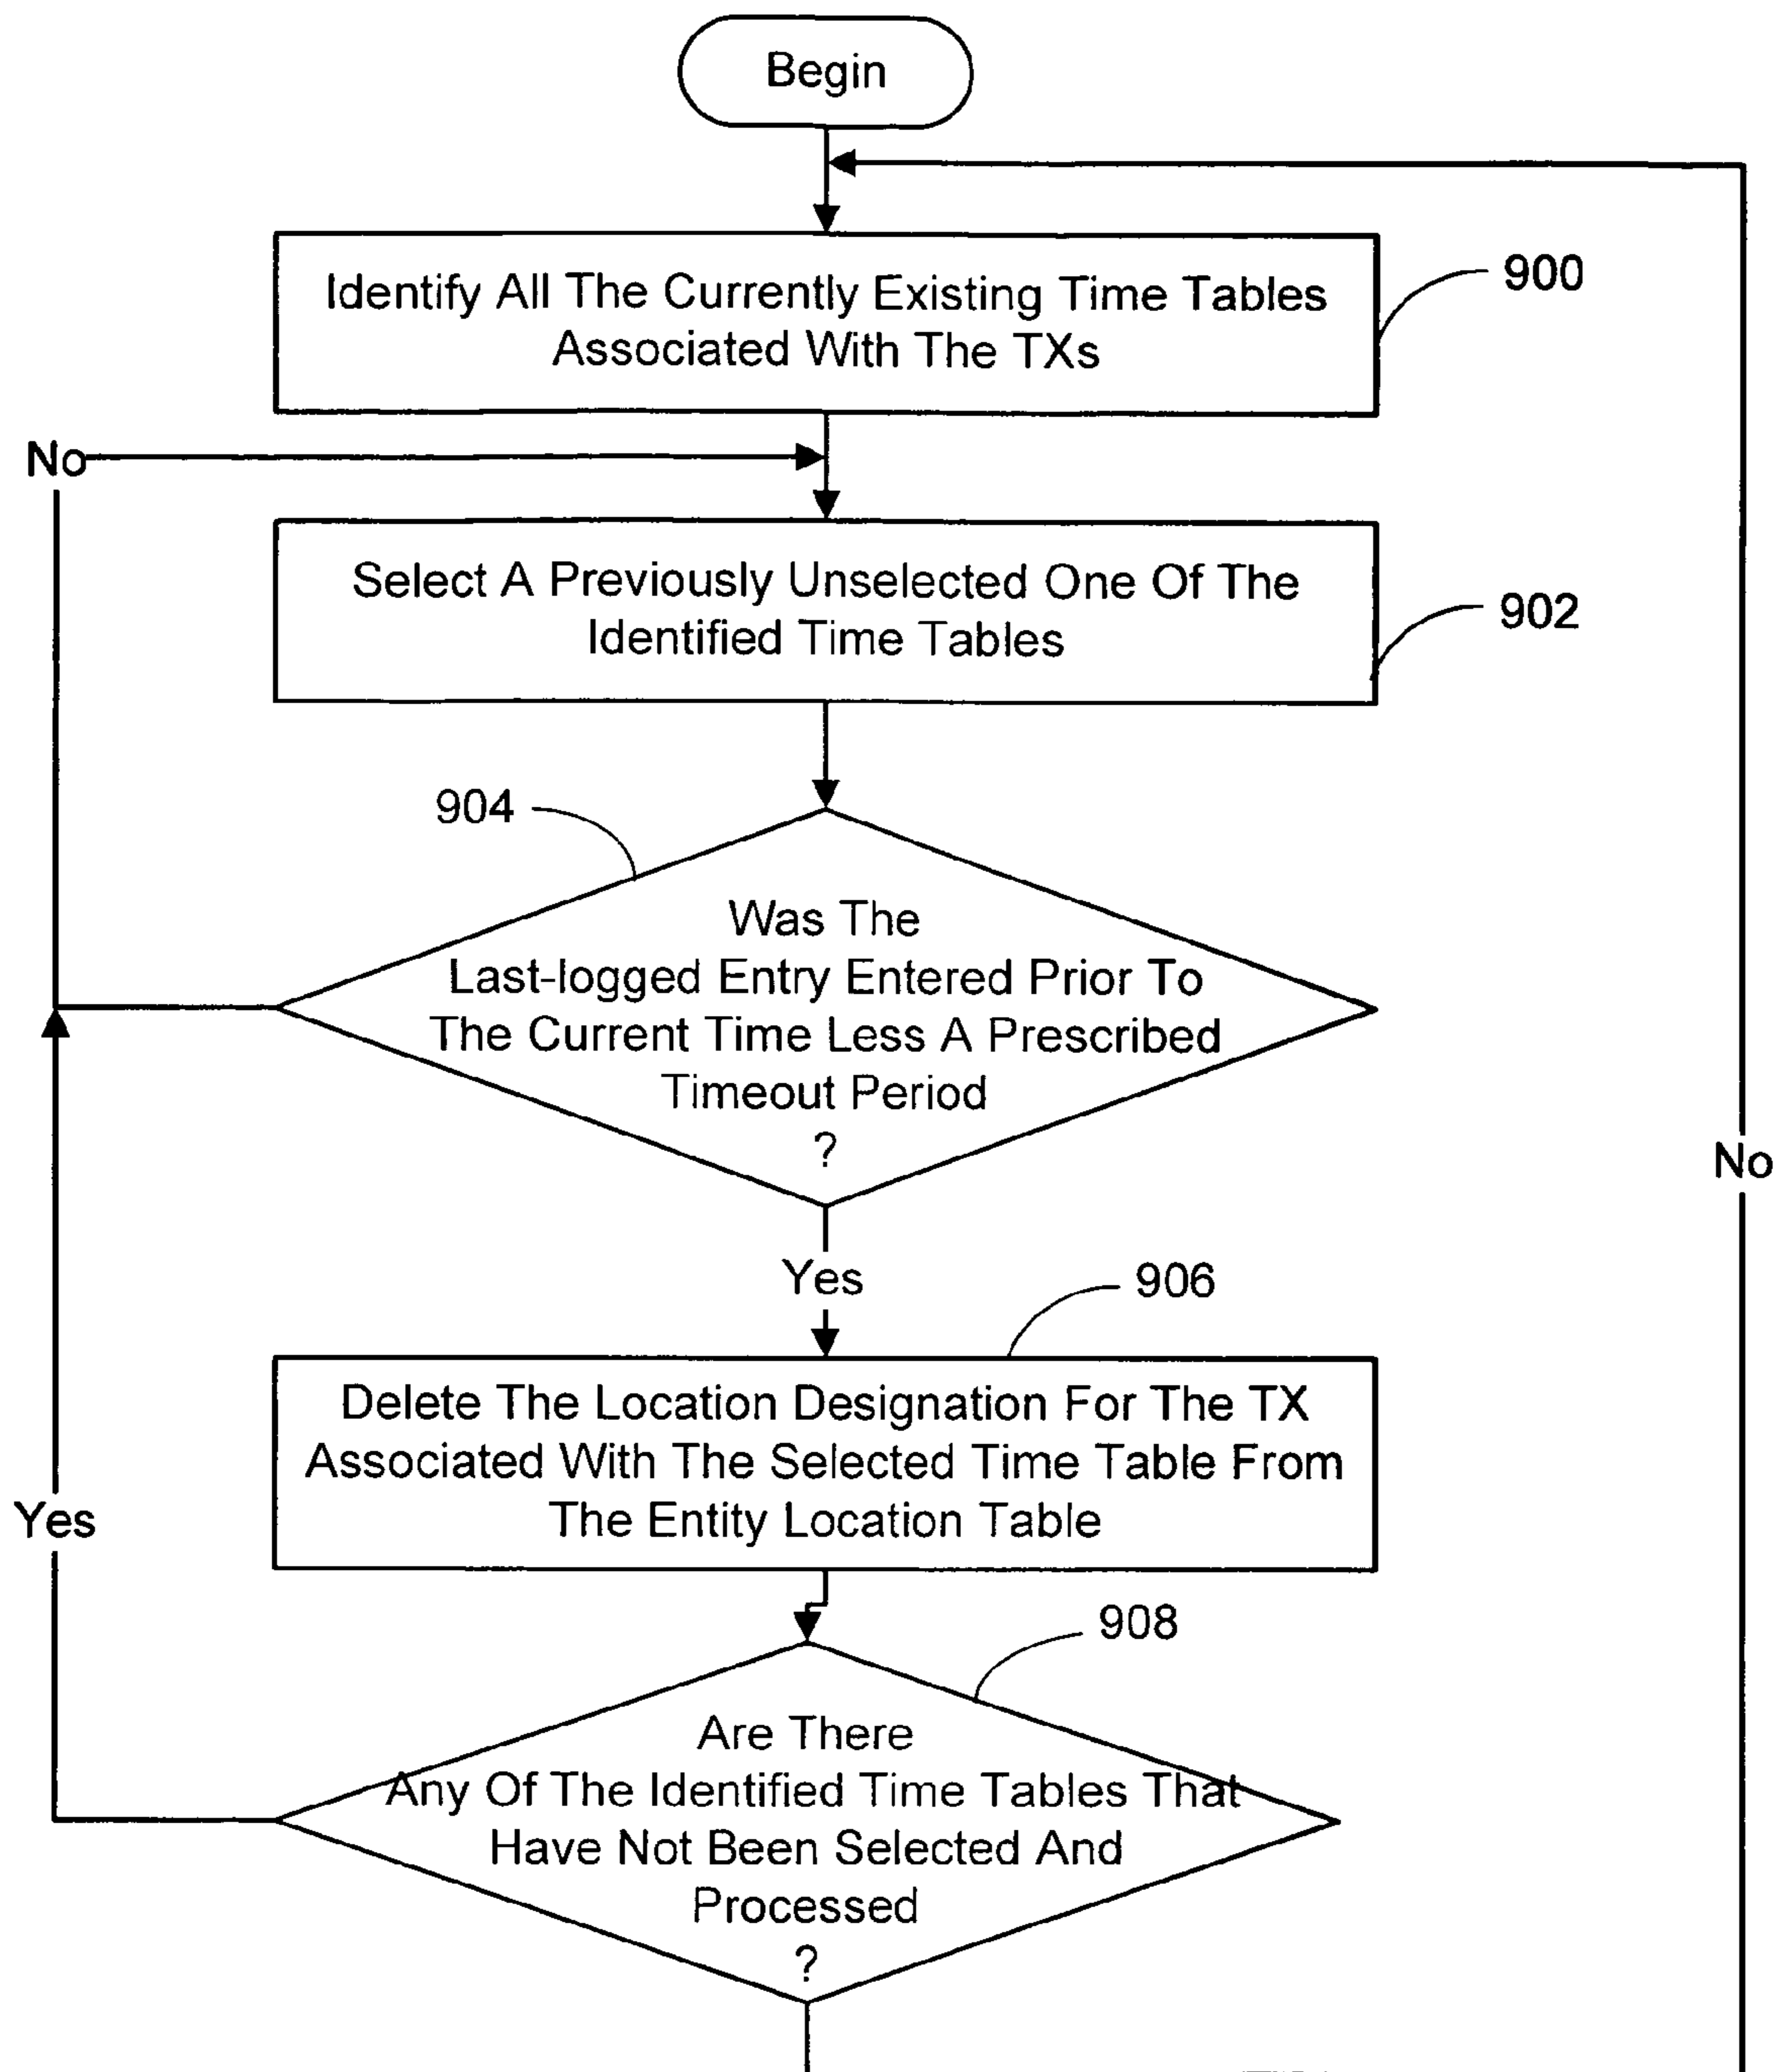 Begin
Identify All The Currently Existing Time Tables
Associated With The TXs
900
No
Select A Previously Unselected One Of The
Identified Time Tables
902
904
Was The
Last-logged Entry Entered Prior To
The Current Time Less A Prescribed
Timeout Period
?
No
Yes
906
Delete The Location Designation For The TX
Associated With The Selected Time Table From
The Entity Location Table
Yes
908
Are There
Any Of The Identified Time Tables That
Have Not Been Selected And
Processed
?